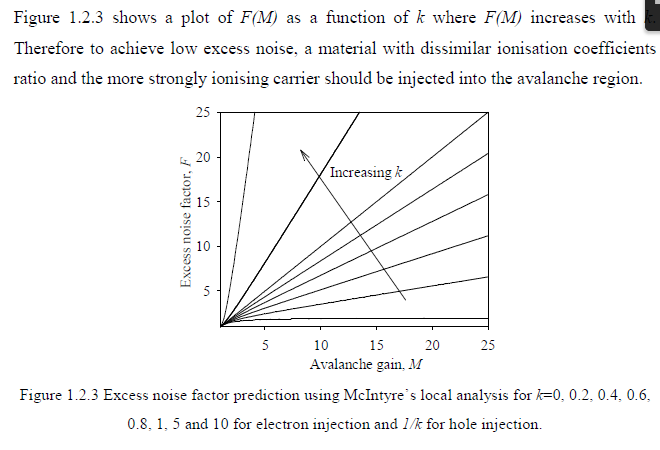 Figure 1.2.3 shows a plot of F(M) as a function of k where F(M) increases with k.
Therefore to achieve low excess noise, a material with dissimilar ionisation coefficients
ratio and the more strongly ionising carrier should be injected into the avalanche region.
25
20
15
10
5
Excess noise factor, F
Increasing k
5 10 15 20 25
Avalanche gain, M
Figure 1.2.3 Excess noise factor prediction using McIntyre's local analysis for k=0, 0.2, 0.4, 0.6,
0.8, 1, 5 and 10 for electron injection and 1/k for hole injection.